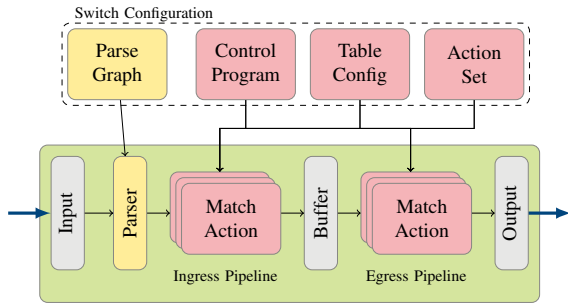 Switch Configuration
Parse
Graph
Control
Program
Table
Config
Action
Set
Input
Parser
Match
Action
Buffer
Match
Action
Output
Ingress Pipeline
Egress Pipeline